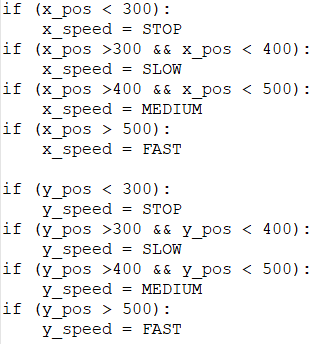 if (x_pos < 300):
    x_speed = STOP
if (x_pos >300 && x_pos < 400):
    x_speed = SLOW
if (x_pos >400 && x_pos < 500):
    x_speed = MEDIUM
if (x_pos > 500):
    x_speed = FAST

if (y_pos < 300):
    y_speed = STOP
if (y_pos >300 && y_pos < 400):
    y_speed = SLOW
if (y_pos >400 && y_pos < 500):
    y_speed = MEDIUM
if (y_pos > 500):
    y_speed = FAST